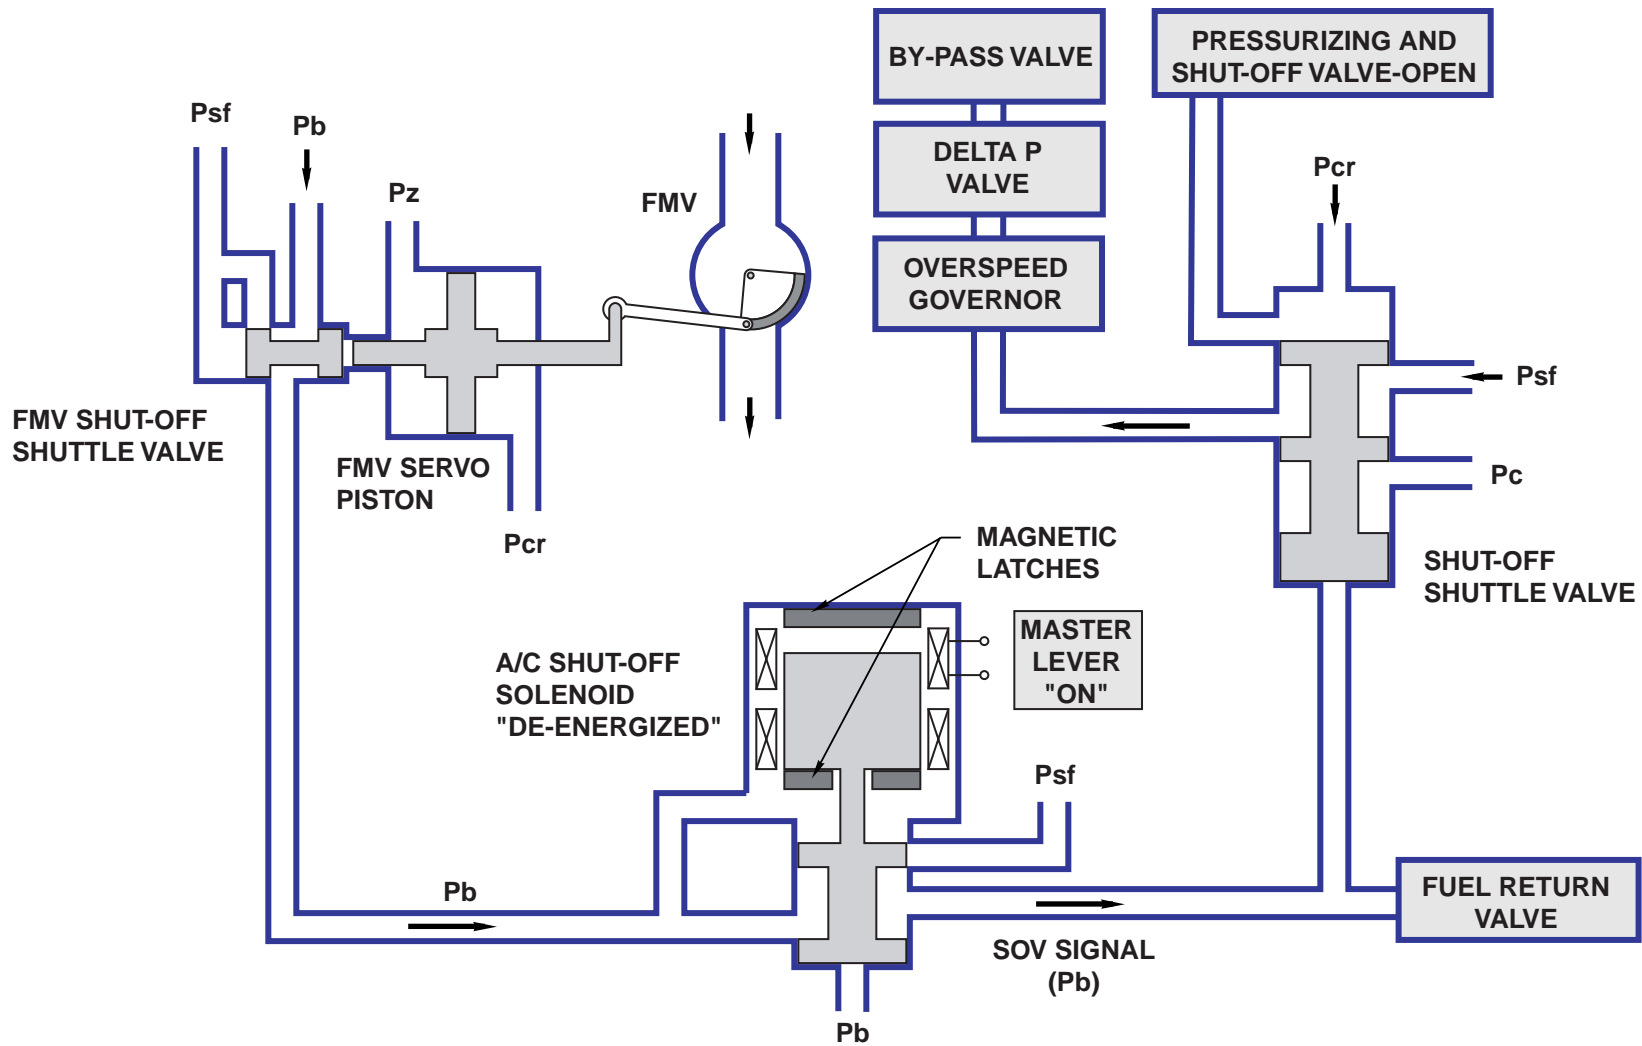 BY-PASS VALVE
PRESSURIZING AND
SHUT-OFF VALVE-OPEN
Psf
Pb
Pz
FMV
DELTA P
VALVE
Pcr
OVERSPEED
GOVERNOR
Psf
FMV SHUT-OFF
SHUTTLE VALVE
FMV SERVO
PISTON
Pcr
Pc
MAGNETIC
LATCHES
SHUT-OFF
SHUTTLE VALVE
A/C SHUT-OFF
SOLENOID
"DE-ENERGIZED"
MASTER
LEVER
"ON"
Psf
Pb
FUEL RETURN
VALVE
SOV SIGNAL
(Pb)
Pb